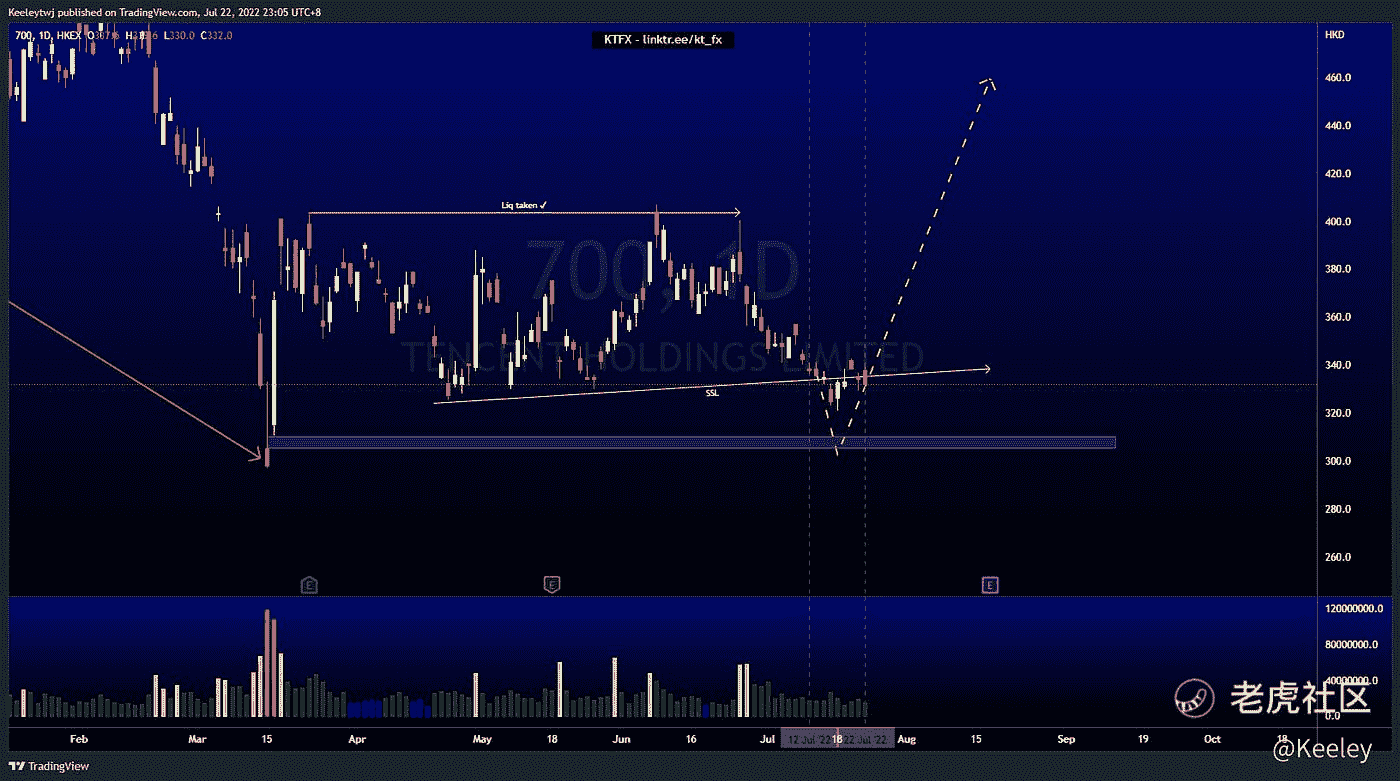 Keeleytwj published on TradingView.com, Jul 22, 2022 23:05 UTC+8
700, 1D, HKEX L330.0 C332.0
KTFX - linktr.ee/kt_fx
HKD
460.0
440.0
420.0
400.0
380.0
360.0
340.0
320.0
300.0
280.0
260.0
Liq taken ✓
700, 1D
TENCENT HOLDINGS LIMITED
SSL
E
E
E
120000000.0
80000000.0
40000000.0
0.0
老虎社区
Feb Mar 15 Apr May 18 Jun 16 Jul 12 Jul '22 18 22 Jul '22 Aug 15 Sep 19 Oct 18
@Keeley
TradingView